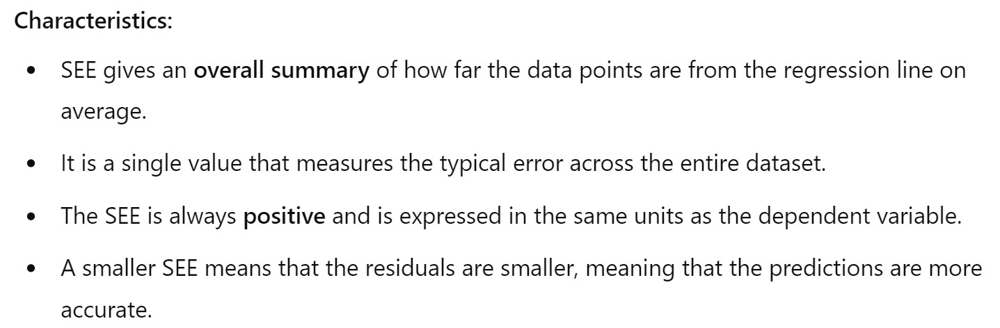 Characteristics:
• SEE gives an overall summary of how far the data points are from the regression line on
average.
• It is a single value that measures the typical error across the entire dataset.
• The SEE is always positive and is expressed in the same units as the dependent variable.
• A smaller SEE means that the residuals are smaller, meaning that the predictions are more
accurate.